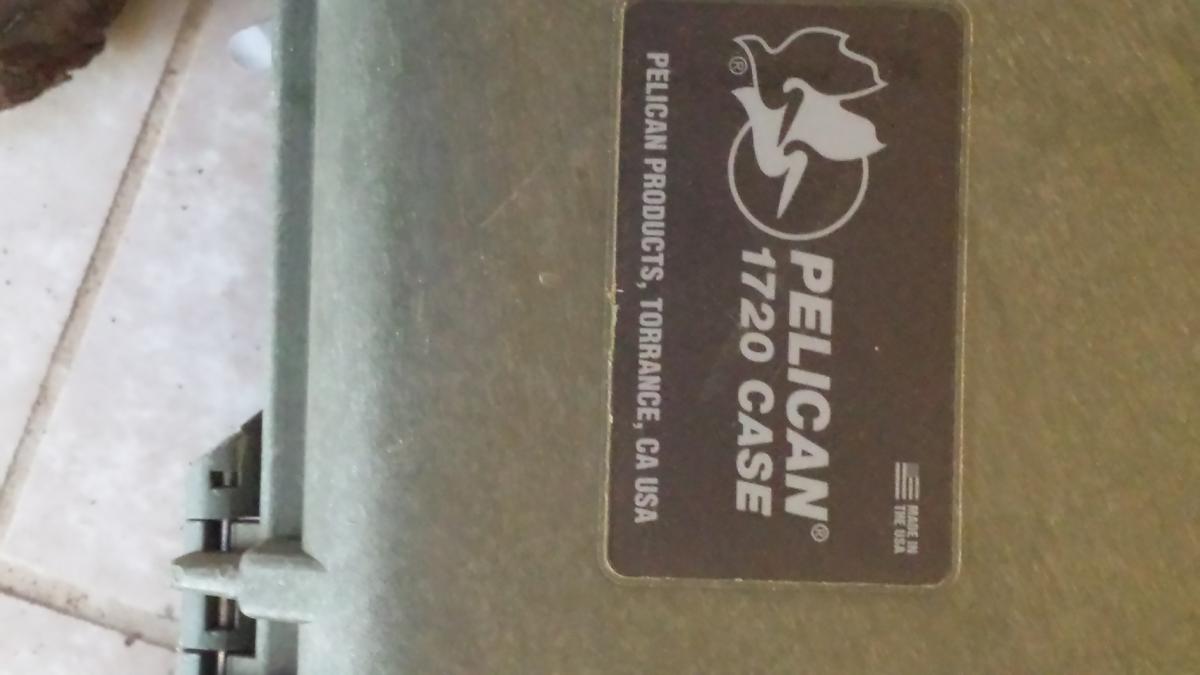 MADE IN
THE USA
PELICAN®
1720 CASE
®
PELICAN PRODUCTS, TORRANCE, CA USA